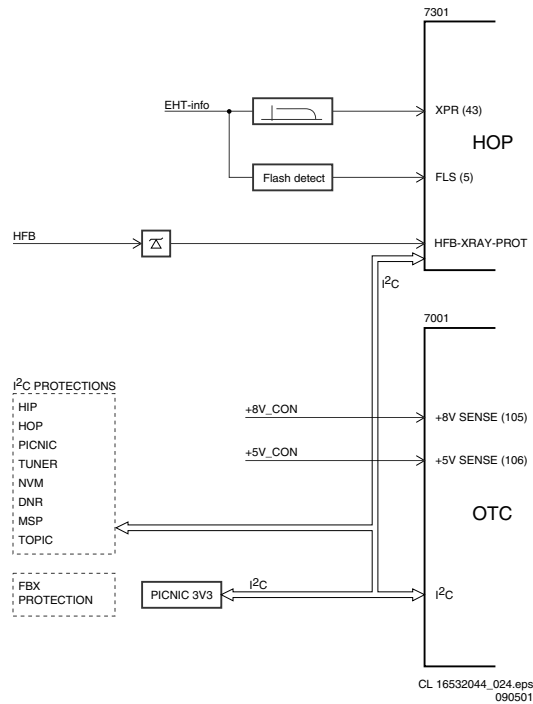 7301
EHT-info
XPR (43)
HOP
Flash detect
FLS (5)
HFB
HFB-XRAY-PROT
I2C
7001
I2C PROTECTIONS
HIP
HOP
PICNIC
TUNER
NVM
DNR
MSP
TOPIC
+8V_CON
+8V SENSE (105)
+5V_CON
+5V SENSE (106)
OTC
FBX
PROTECTION
PICNIC 3V3
I2C
I2C
CL 16532044_024.eps
090501